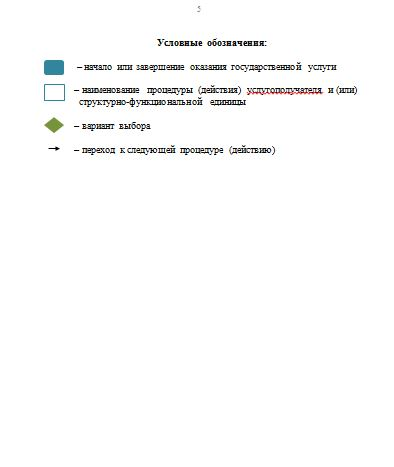 5
Условные обозначения:
– начало или завершение оказания государственной услуги
– наименование процедуры (действия) услугополучателя и (или)
структурно-функциональной единицы
– вариант выбора
– переход к следующей процедуре (действию)